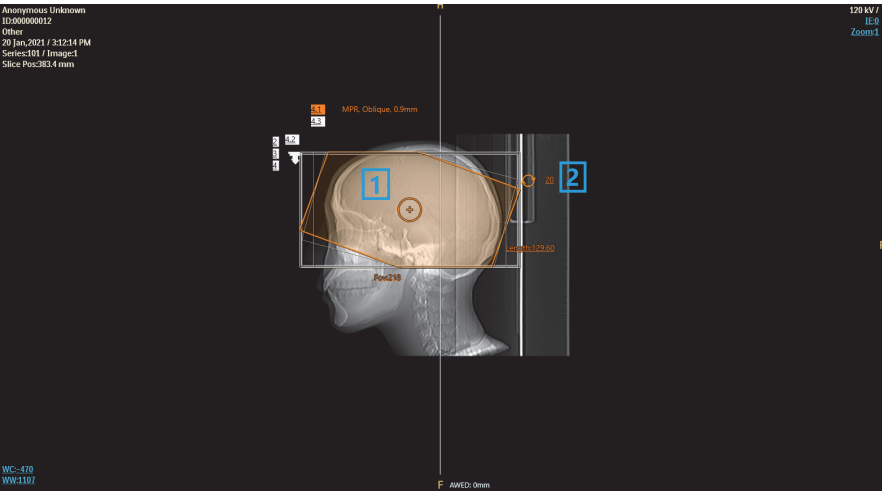 Anonymous Unknown
ID:000000012
Other
20 Jan,2021 / 3:12:14 PM
Series:101 / Image:1
Slice Pos:383.4 mm
H
120 kV /
IE:0
Zoom:1
4.1 MPR, Oblique, 0.9mm
4.3
4.2
2
3
4
1
20
2
Length:129.60
Fov:218
WC:-470
WW:1107
F AWED: 0mm